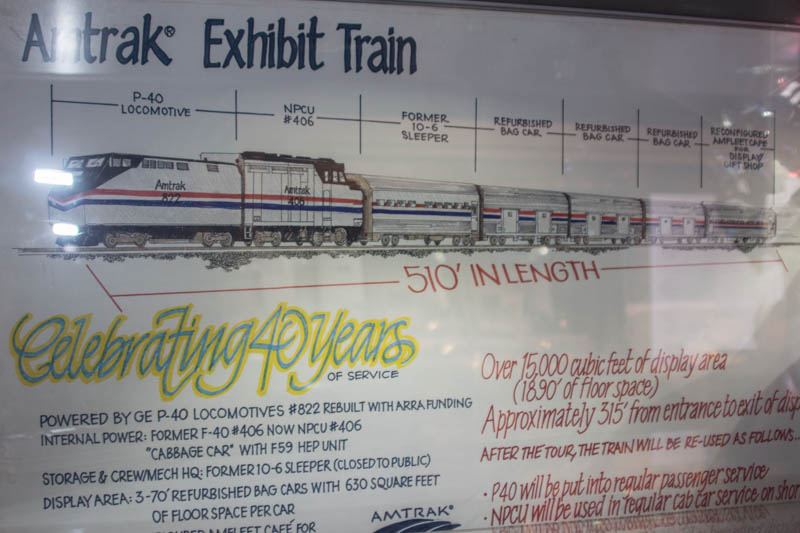 Amtrak® Exhibit Train
P-40
LOCOMOTIVE
NPCU
#406
FORMER
10-6
SLEEPER
REFURBISHED
BAG CAR
REFURBISHED
BAG CAR
REFURBISHED
BAG CAR
RECONFIGURED
AMFLEET CAFE
FOR
DISPLAY
GIFT SHOP
Amtrak
822
Amtrak
406
510' IN LENGTH
Celebrating 40 Years
OF SERVICE
POWERED BY GE P-40 LOCOMOTIVES #822 REBUILT WITH ARRA FUNDING
INTERNAL POWER: FORMER F-40 #406 NOW NPCU #406
"CABBAGE CAR" WITH F59 HEP UNIT
STORAGE & CREW/MECH HQ: FORMER 10-6 SLEEPER (CLOSED TO PUBLIC)
DISPLAY AREA: 3-70' REFURBISHED BAG CARS WITH 630 SQUARE FEET
OF FLOOR SPACE PER CAR
AMFLEET CAFÉ FOR
AMTRAK®
Over 15,000 cubic feet of display area
(1890' of floor space)
Approximately 315' from entrance to exit of disp
AFTER THE TOUR, THE TRAIN WILL BE RE-USED AS FOLLOWS...
• P40 will be put into regular passenger service
• NPCU will be used in regular cab car service on shor